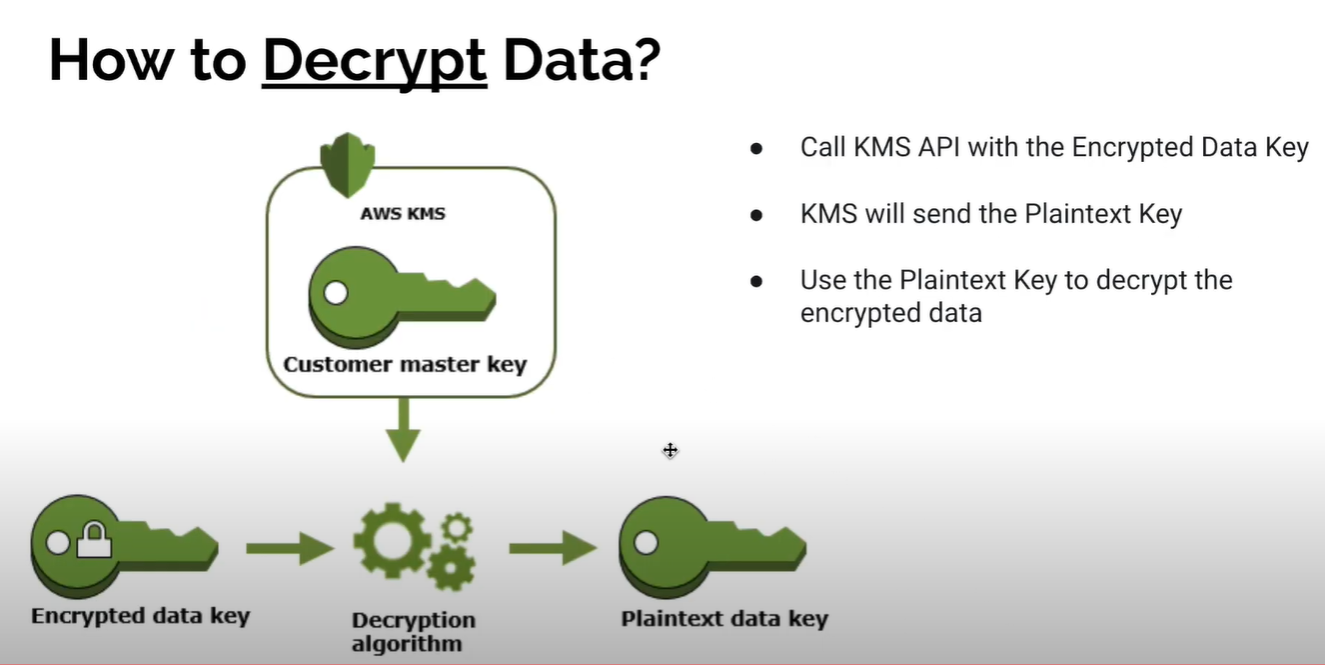 How to Decrypt Data?
AWS KMS
Customer master key
Encrypted data key
Decryption
algorithm
Plaintext data key
● Call KMS API with the Encrypted Data Key
● KMS will send the Plaintext Key
● Use the Plaintext Key to decrypt the
encrypted data